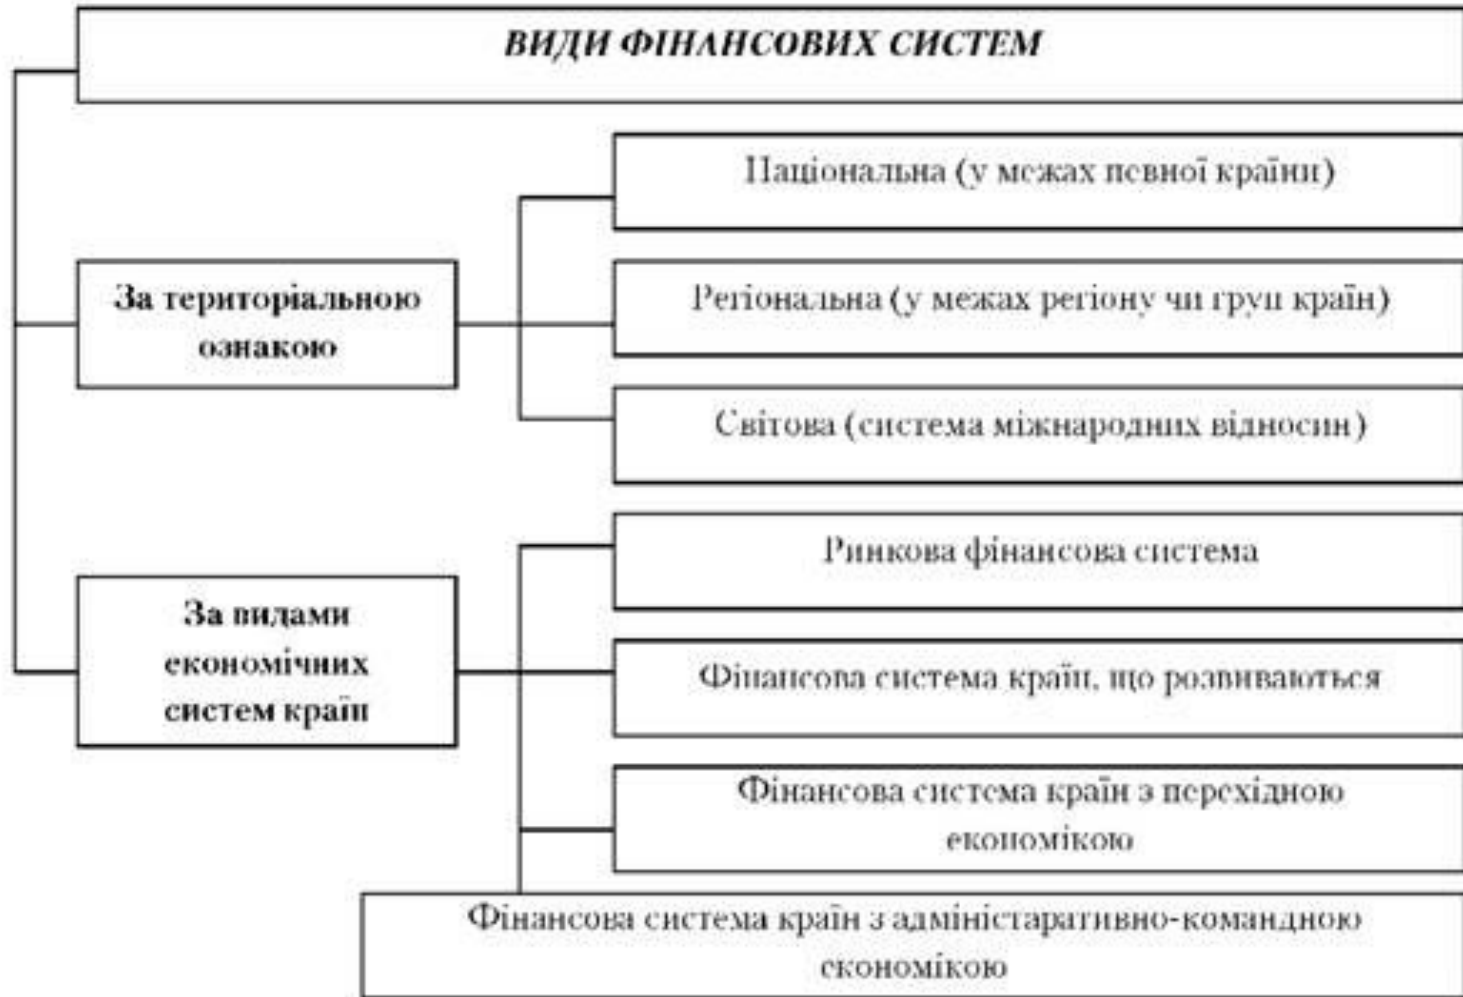 ВИДИ ФІНАНСОВИХ СИСТЕМ
Національна (у межах певної країни)
За територіальною
ознакою
Регіональна (у межах регіону чи груп країн)
Світова (система міжнародних відносин)
Ринкова фінансова система
За видами
економічних
систем країн
Фінансова система країн, що розвиваються
Фінансова система країн з перехідною
економікою
Фінансова система країн з адміністаративно-командною
економікою